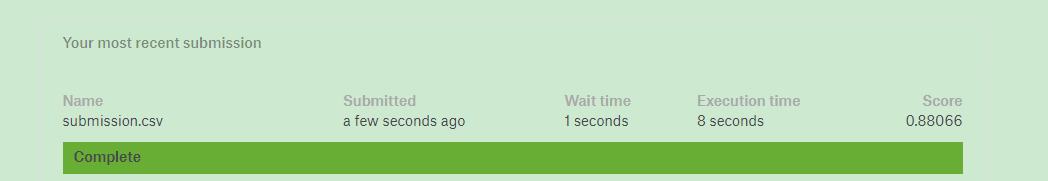 Your most recent submission
Name Submitted Wait time Execution time Score
submission.csv a few seconds ago 1 seconds 8 seconds 0.88066
Complete